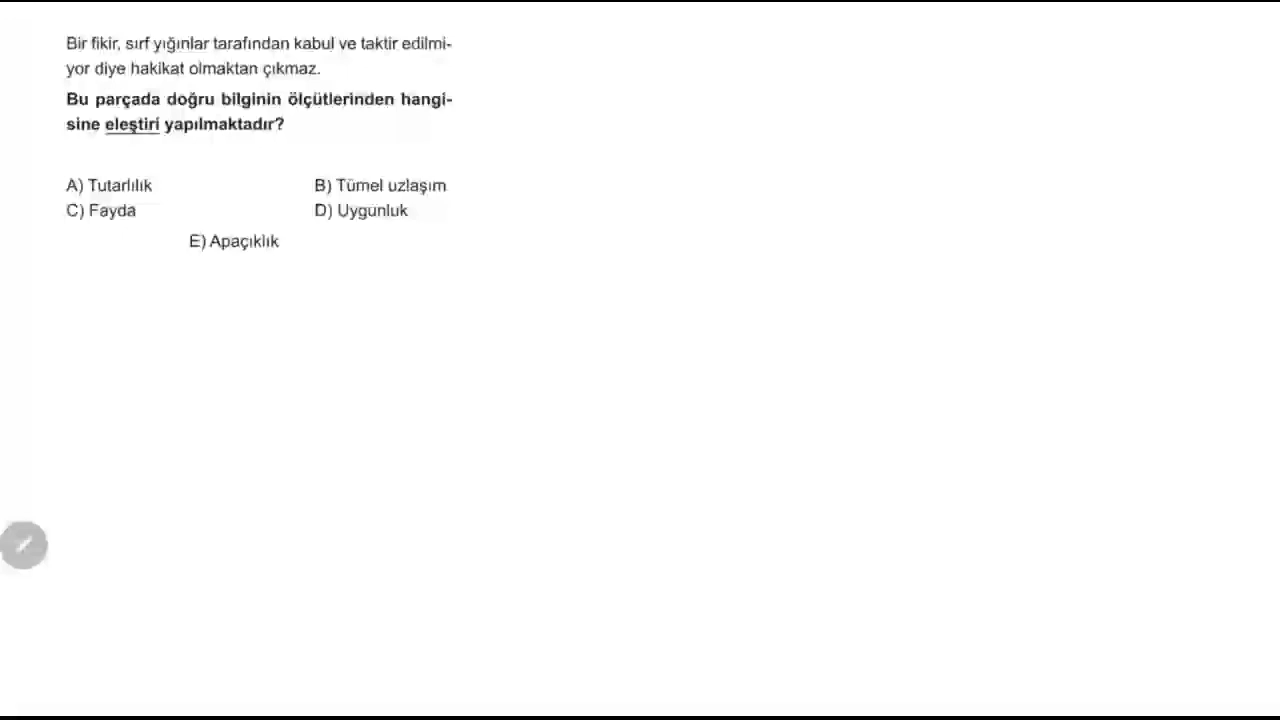 Bir fikir, sırf yığınlar tarafından kabul ve taktir edilmi-
yor diye hakikat olmaktan çıkmaz.
Bu parçada doğru bilginin ölçütlerinden hangi-
sine eleştiri yapılmaktadır?
A) Tutarlılık
B) Tümel uzlaşım
C) Fayda
D) Uygunluk
E) Apaçıklık